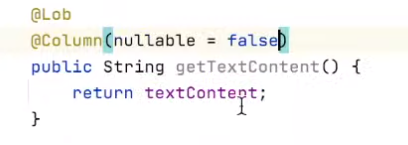 @Lob
@Column(nullable = false)
public String getTextContent() {
    return textContent;
}